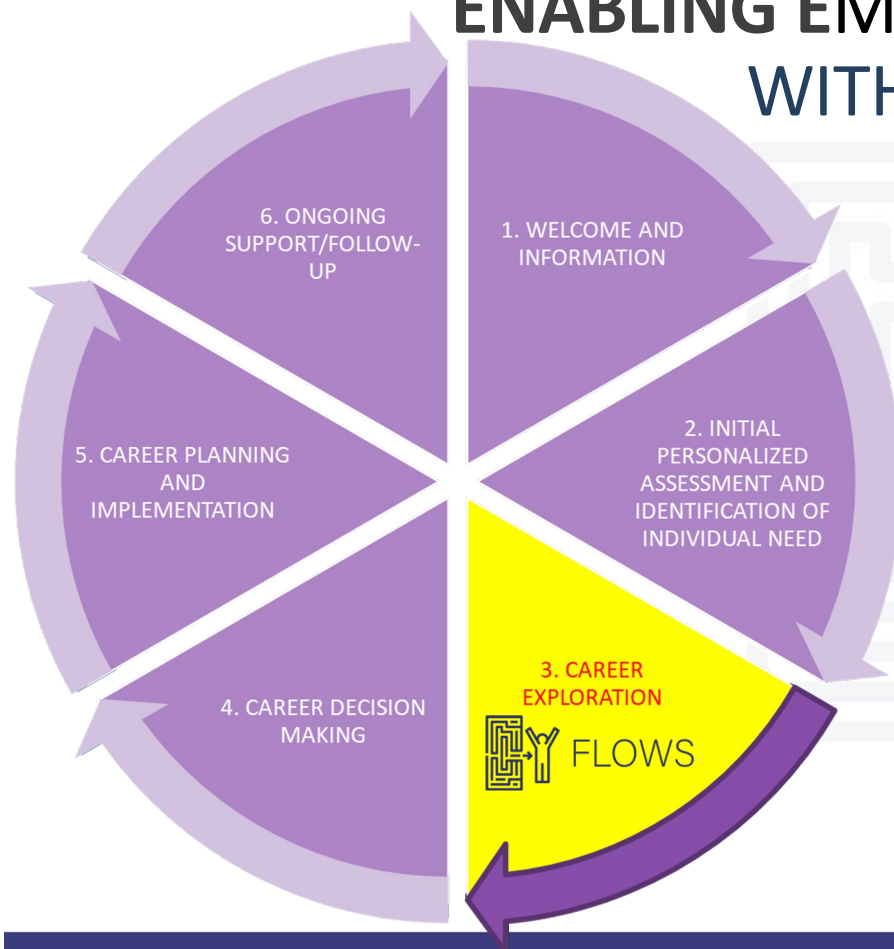 ENABLING EM
WITH
6. ONGOING
SUPPORT/FOLLOW-
UP
1. WELCOME AND
INFORMATION
2. INITIAL
PERSONALIZED
ASSESSMENT AND
IDENTIFICATION OF
INDIVIDUAL NEED
5. CAREER PLANNING
AND
IMPLEMENTATION
3. CAREER
EXPLORATION
FLOWS
4. CAREER DECISION
MAKING